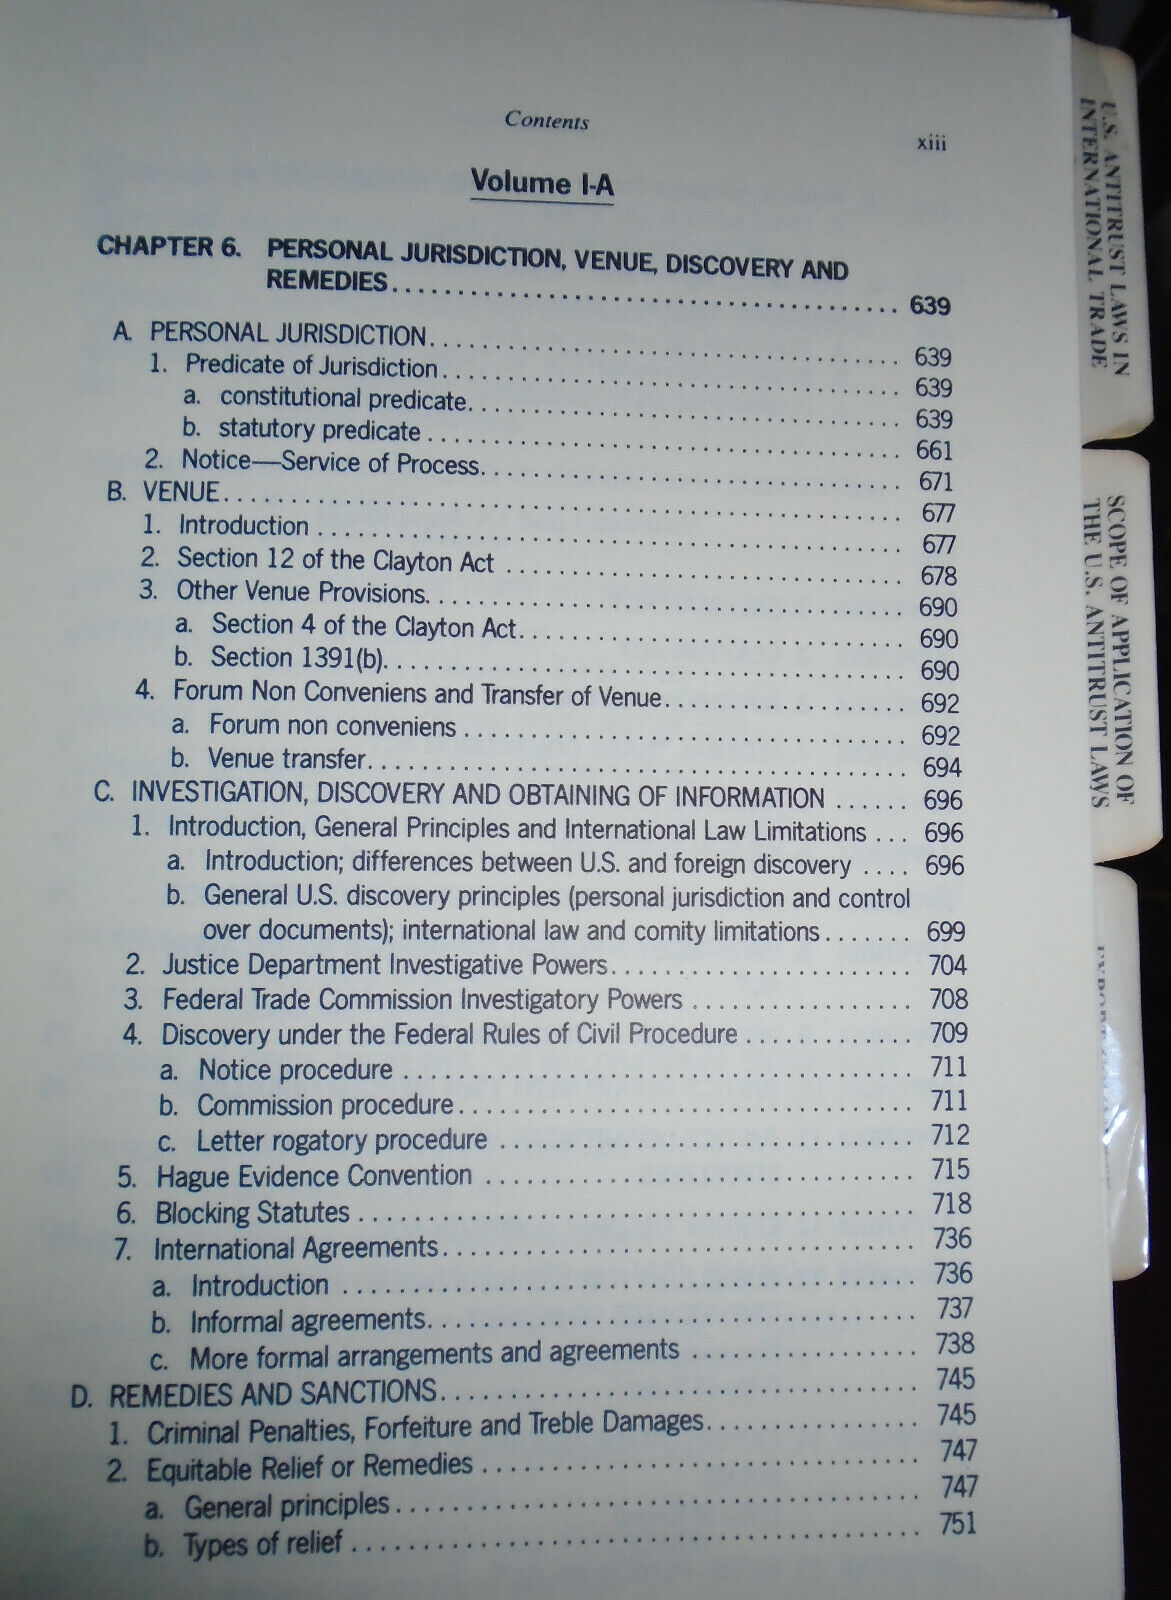 Contents
xiii
Volume I-A
CHAPTER 6. PERSONAL JURISDICTION, VENUE, DISCOVERY AND
REMEDIES ........ 639
A. PERSONAL JURISDICTION ........ 639
1. Predicate of Jurisdiction ........ 639
a. constitutional predicate ........ 639
b. statutory predicate ........ 661
2. Notice—Service of Process ........ 671
B. VENUE ........ 677
1. Introduction ........ 677
2. Section 12 of the Clayton Act ........ 678
3. Other Venue Provisions ........ 690
a. Section 4 of the Clayton Act ........ 690
b. Section 1391(b) ........ 690
4. Forum Non Conveniens and Transfer of Venue ........ 692
a. Forum non conveniens ........ 692
b. Venue transfer ........ 694
C. INVESTIGATION, DISCOVERY AND OBTAINING OF INFORMATION ...... 696
1. Introduction, General Principles and International Law Limitations ... 696
a. Introduction; differences between U.S. and foreign discovery .... 696
b. General U.S. discovery principles (personal jurisdiction and control
over documents); international law and comity limitations ....... 699
2. Justice Department Investigative Powers ........ 704
3. Federal Trade Commission Investigatory Powers ........ 708
4. Discovery under the Federal Rules of Civil Procedure ........ 709
a. Notice procedure ........ 711
b. Commission procedure ........ 711
c. Letter rogatory procedure ........ 712
5. Hague Evidence Convention ........ 715
6. Blocking Statutes ........ 718
7. International Agreements ........ 736
a. Introduction ........ 736
b. Informal agreements ........ 737
c. More formal arrangements and agreements ........ 738
D. REMEDIES AND SANCTIONS ........ 745
1. Criminal Penalties, Forfeiture and Treble Damages ........ 745
2. Equitable Relief or Remedies ........ 747
a. General principles ........ 747
b. Types of relief ........ 751
U.S. ANTITRUST LAWS IN
INTERNATIONAL TRADE
SCOPE OF APPLICATION OF
THE U.S. ANTITRUST LAWS